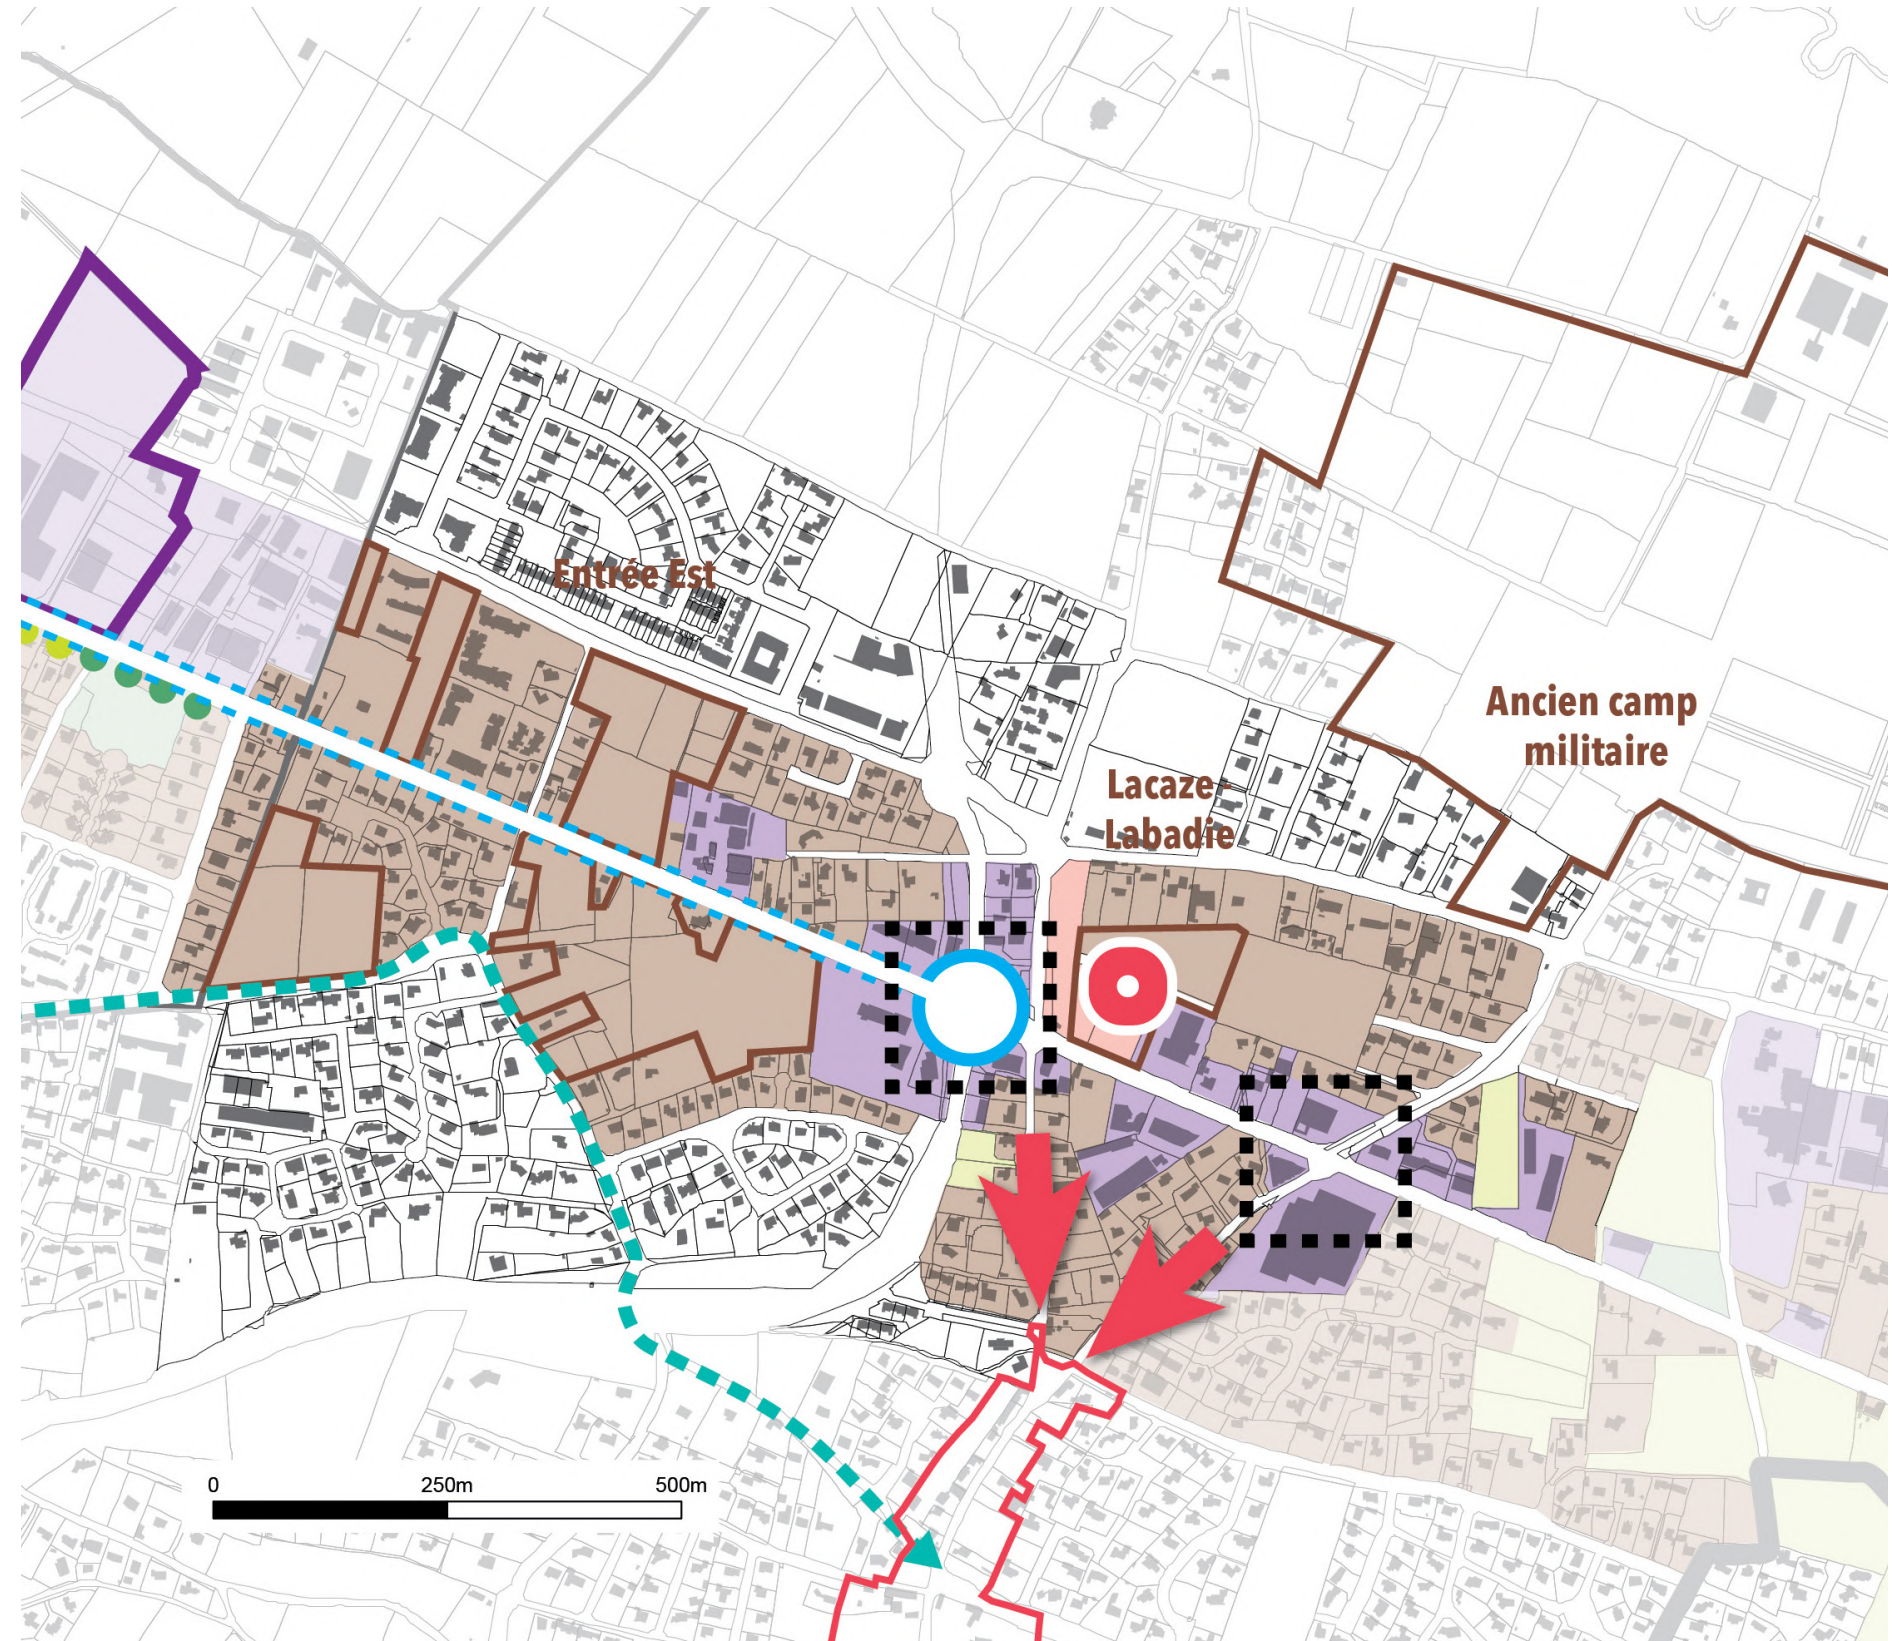 Entrée Est
Ancien camp
militaire
Lacaze-
Labadie
0 250m 500m